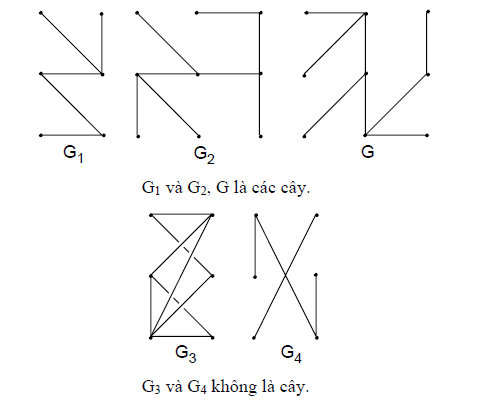 G1 G2 G
G1 và G2, G là các cây.
G3 G4
G3 và G4 không là cây.